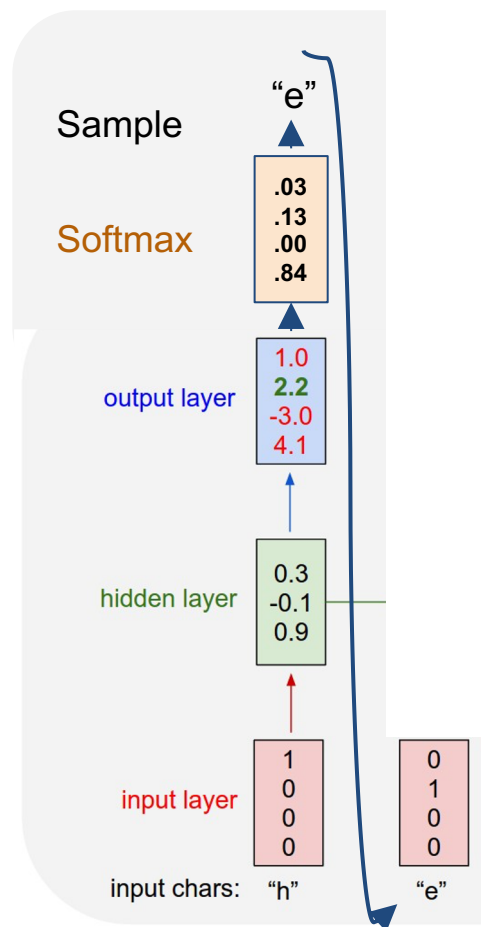 “e”
Sample
.03
.13
.00
.84
Softmax
1.0
2.2
-3.0
4.1
output layer
0.3
-0.1
0.9
hidden layer
1
0
0
0
input layer
0
1
0
0
input chars: “h” “e”